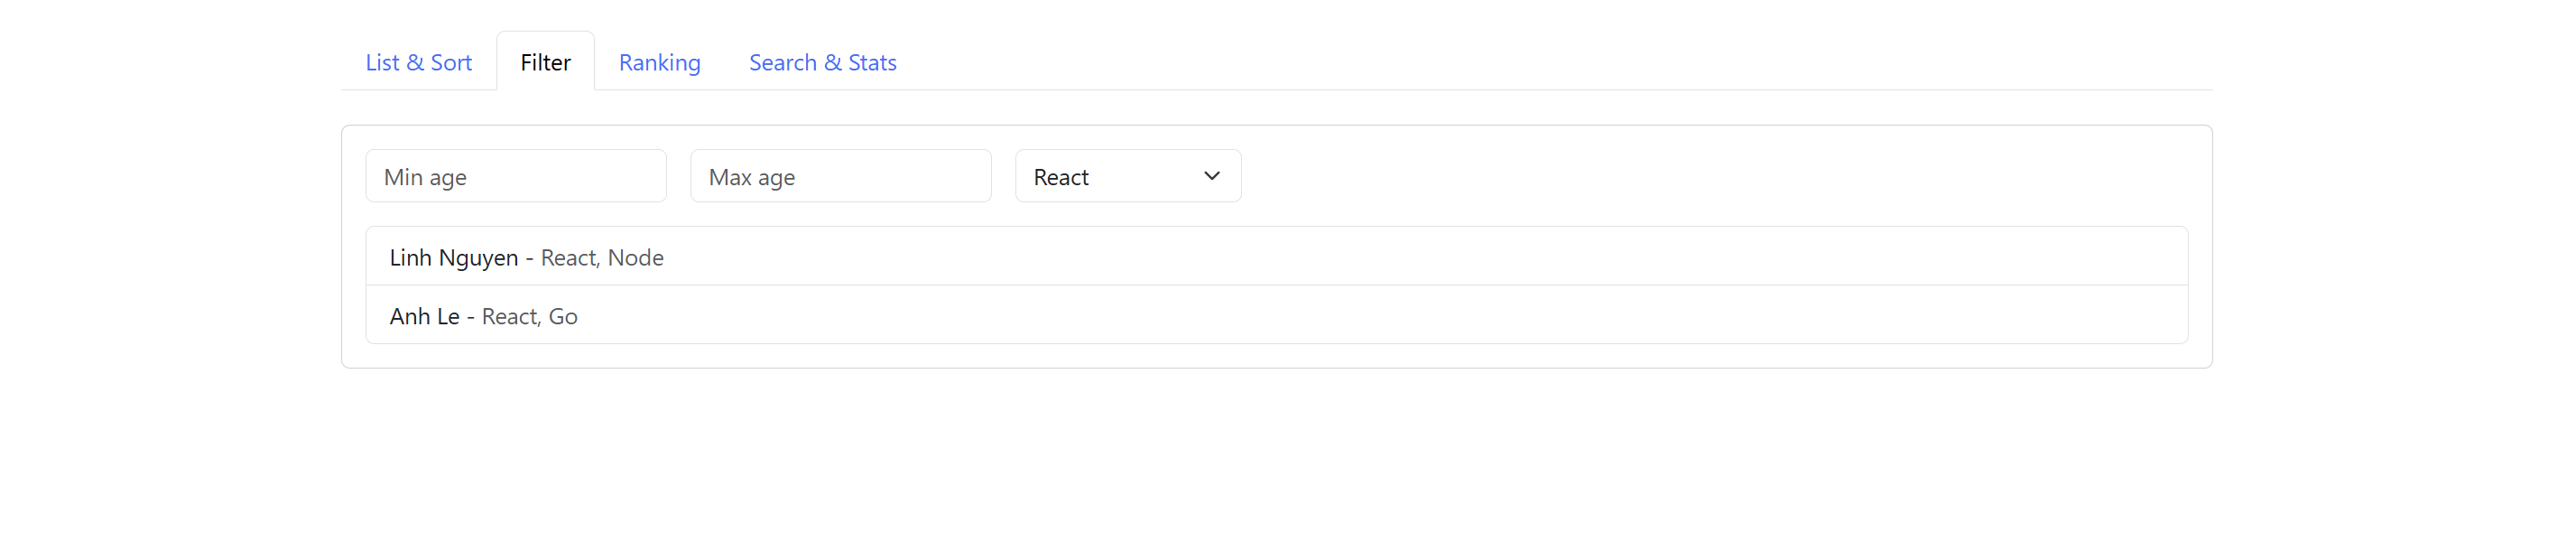 List & Sort Filter Ranking Search & Stats
Min age Max age React
Linh Nguyen - React, Node
Anh Le - React, Go